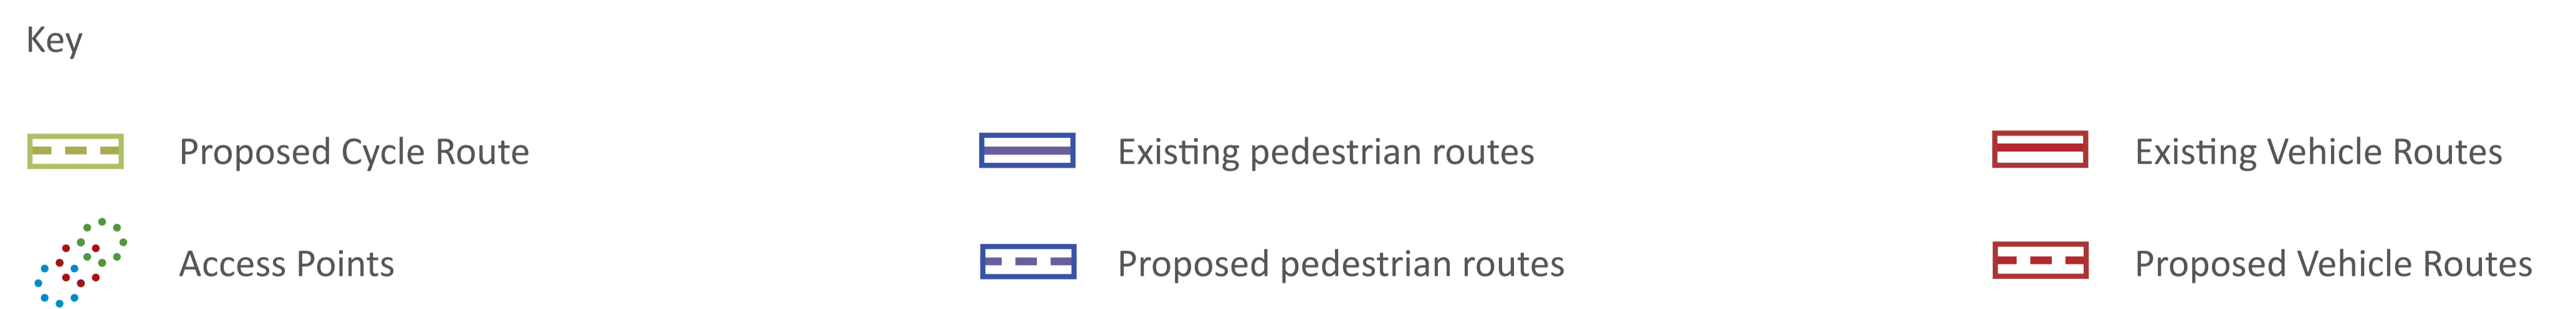 Key
Proposed Cycle Route
Existing pedestrian routes
Existing Vehicle Routes
Access Points
Proposed pedestrian routes
Proposed Vehicle Routes